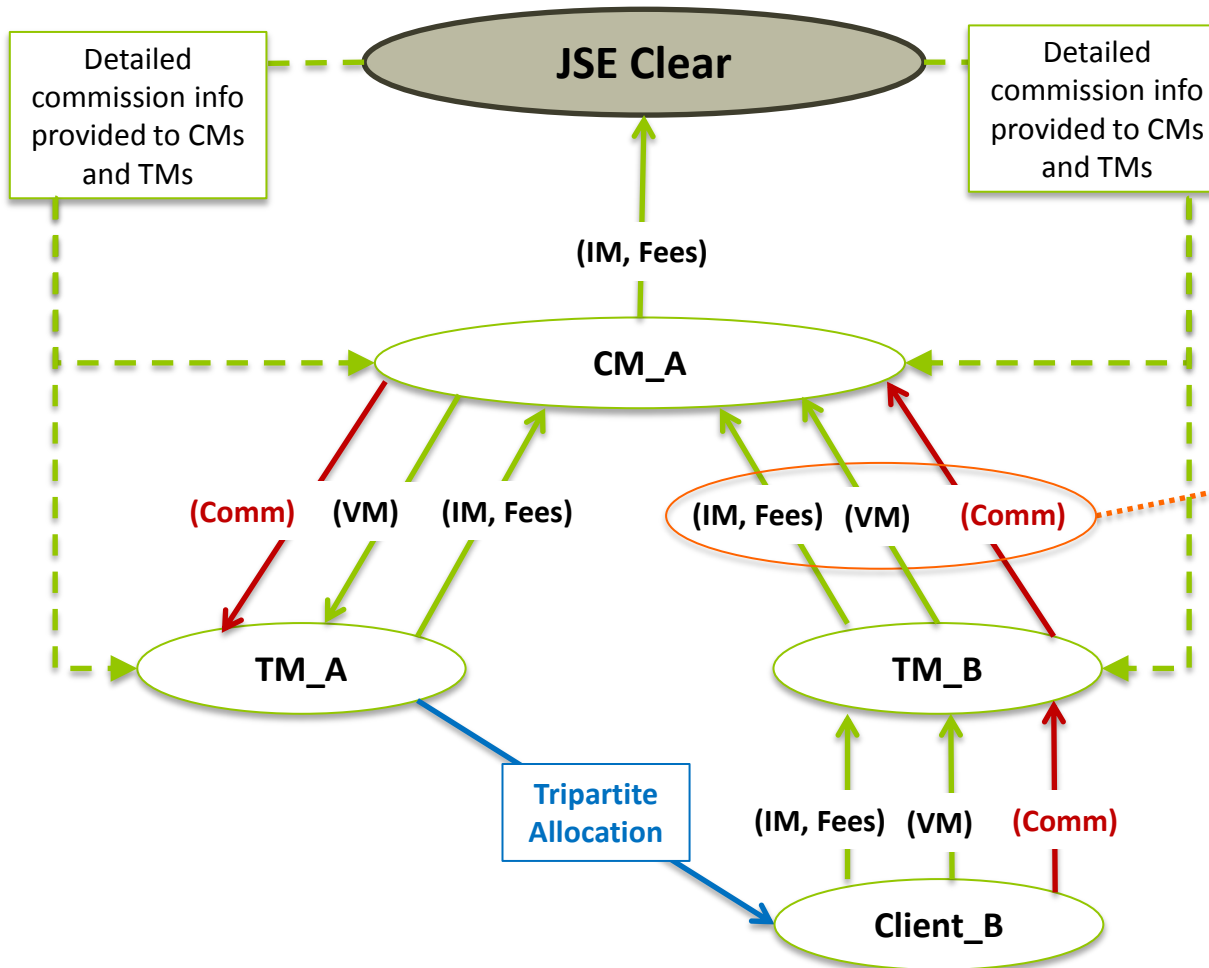 Detailed
commission info
provided to CMs
and TMs
JSE Clear
Detailed
commission info
provided to CMs
and TMs
(IM, Fees)
CM_A
(Comm) (VM) (IM, Fees)
(IM, Fees) (VM) (Comm)
TM_A
TM_B
Tripartite
Allocation
(IM, Fees) (VM) (Comm)
Client_B